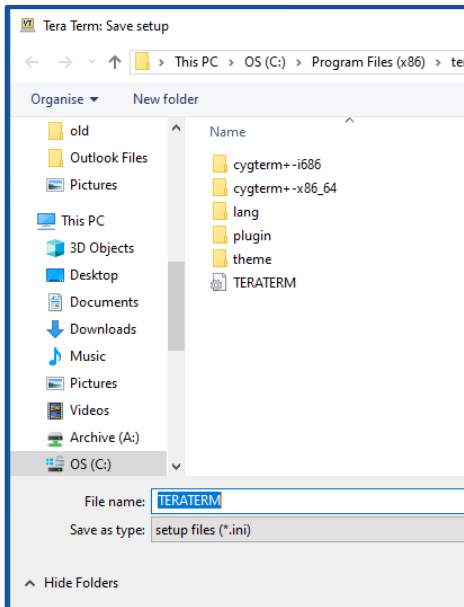 VT Tera Term: Save setup
This PC > OS (C:) > Program Files (x86) > te
Organise New folder
old
Outlook Files
Pictures
This PC
3D Objects
Desktop
Documents
Downloads
Music
Pictures
Videos
Archive (A:)
OS (C:)
Name
cygterm+-i686
cygterm+-x86_64
lang
plugin
theme
TERATERM
File name: TERATERM
Save as type: setup files (*.ini)
Hide Folders